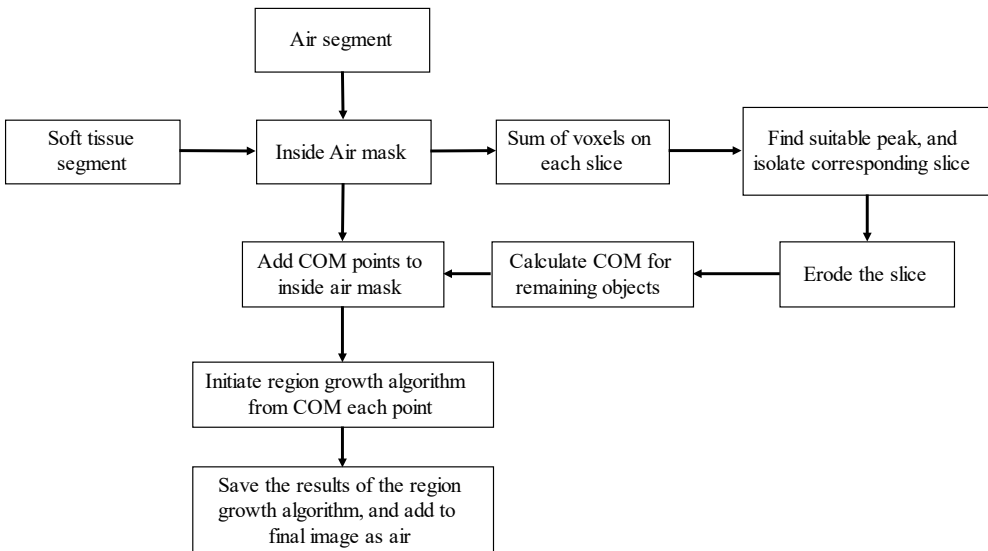 Air segment
Soft tissue
segment
Inside Air mask
Sum of voxels on
each slice
Find suitable peak, and
isolate corresponding slice
Add COM points to
inside air mask
Calculate COM for
remaining objects
Erode the slice
Initiate region growth algorithm
from COM each point
Save the results of the region
growth algorithm, and add to
final image as air